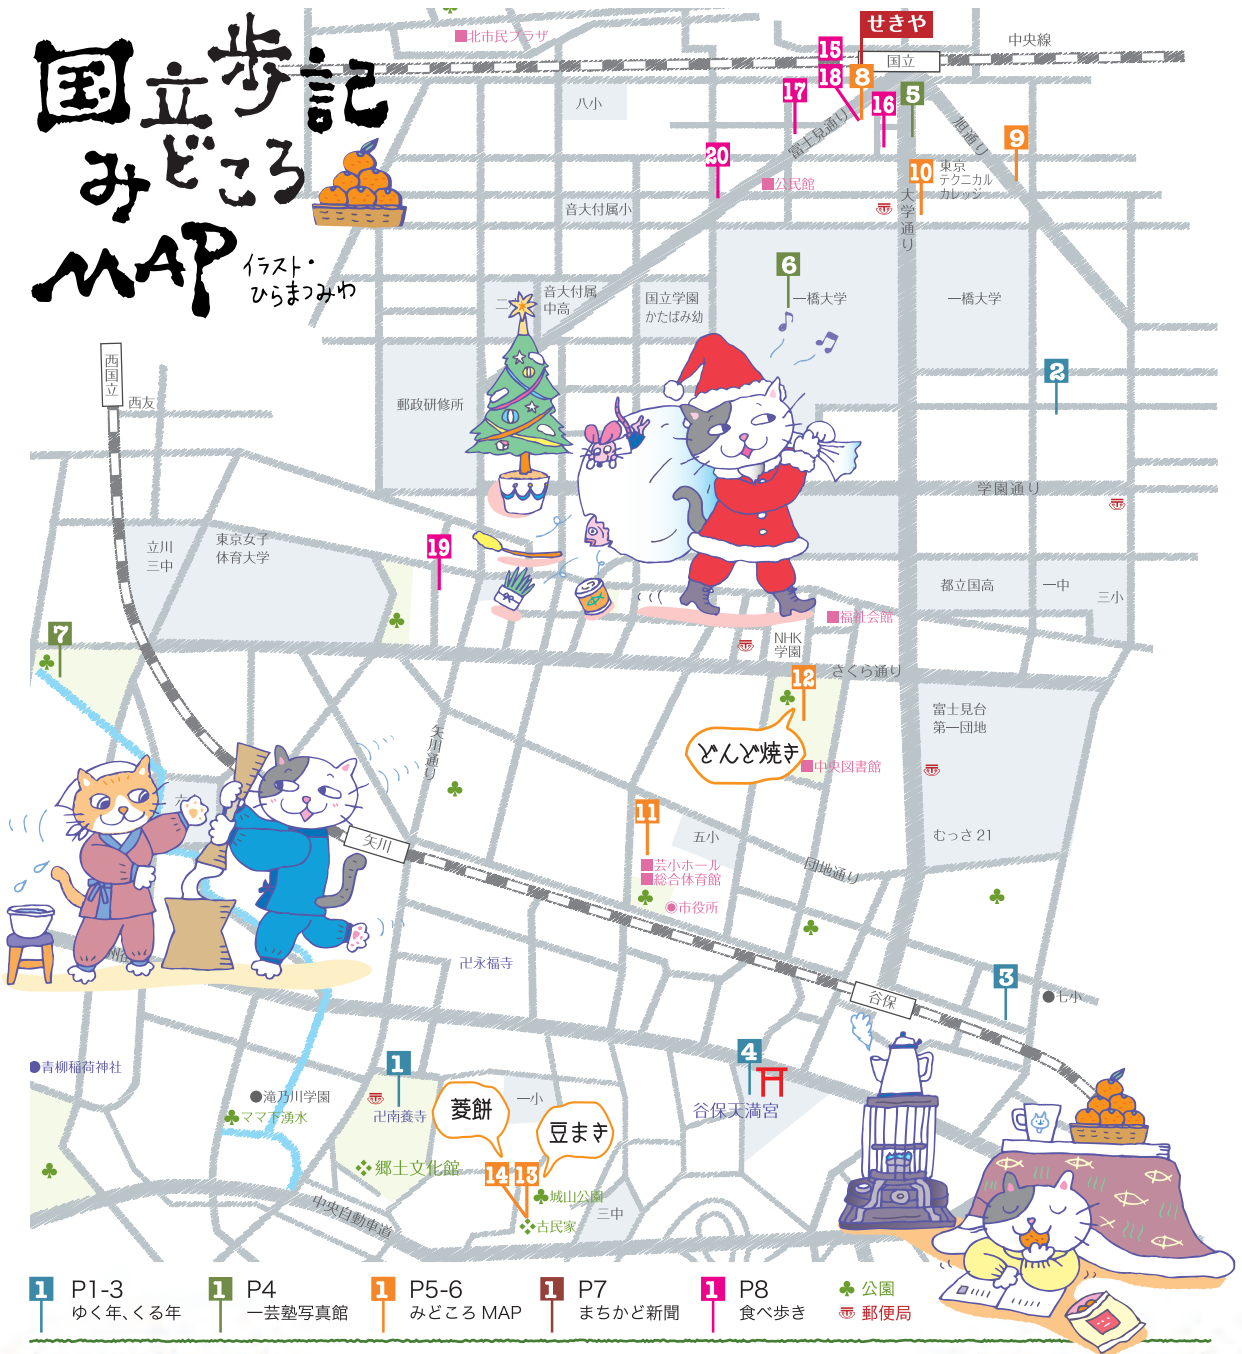 国立歩記
みどころ
MAP
イラスト・
ひらまつみわ
せきや
北市民プラザ
中央線
国立
15
18
8
17
16
5
八小
富士見通り
旭通り
9
20
10
東京
テクニカル
カレッジ
公民館
大学通り
音大付属小
6
一橋大学
一橋大学
音大付属
中高
国立学園
かたばみ幼
二
西国立
西友
郵政研修所
2
学園通り
立川
三中
東京女子
体育大学
19
都立国高
一中
三小
福祉会館
NHK
学園
さくら通り
7
12
富士見台
第一団地
どんど焼き
中央図書館
矢川通り
六
11
五小
むっさ21
矢川
芸小ホール
総合体育館
市役所
団地通り
卍永福寺
谷保
3
七小
青柳稲荷神社
1
4
滝乃川学園
ママ下湧水
卍南養寺
菱餅
一小
豆まき
谷保天満宮
郷土文化館
14
13
城山公園
三中
古民家
中央自動車道
1 P1-3
ゆく年、くる年
1 P4
一芸塾写真館
1 P5-6
みどころ MAP
1 P7
まちかど新聞
1 P8
食べ歩き
公園
郵便局